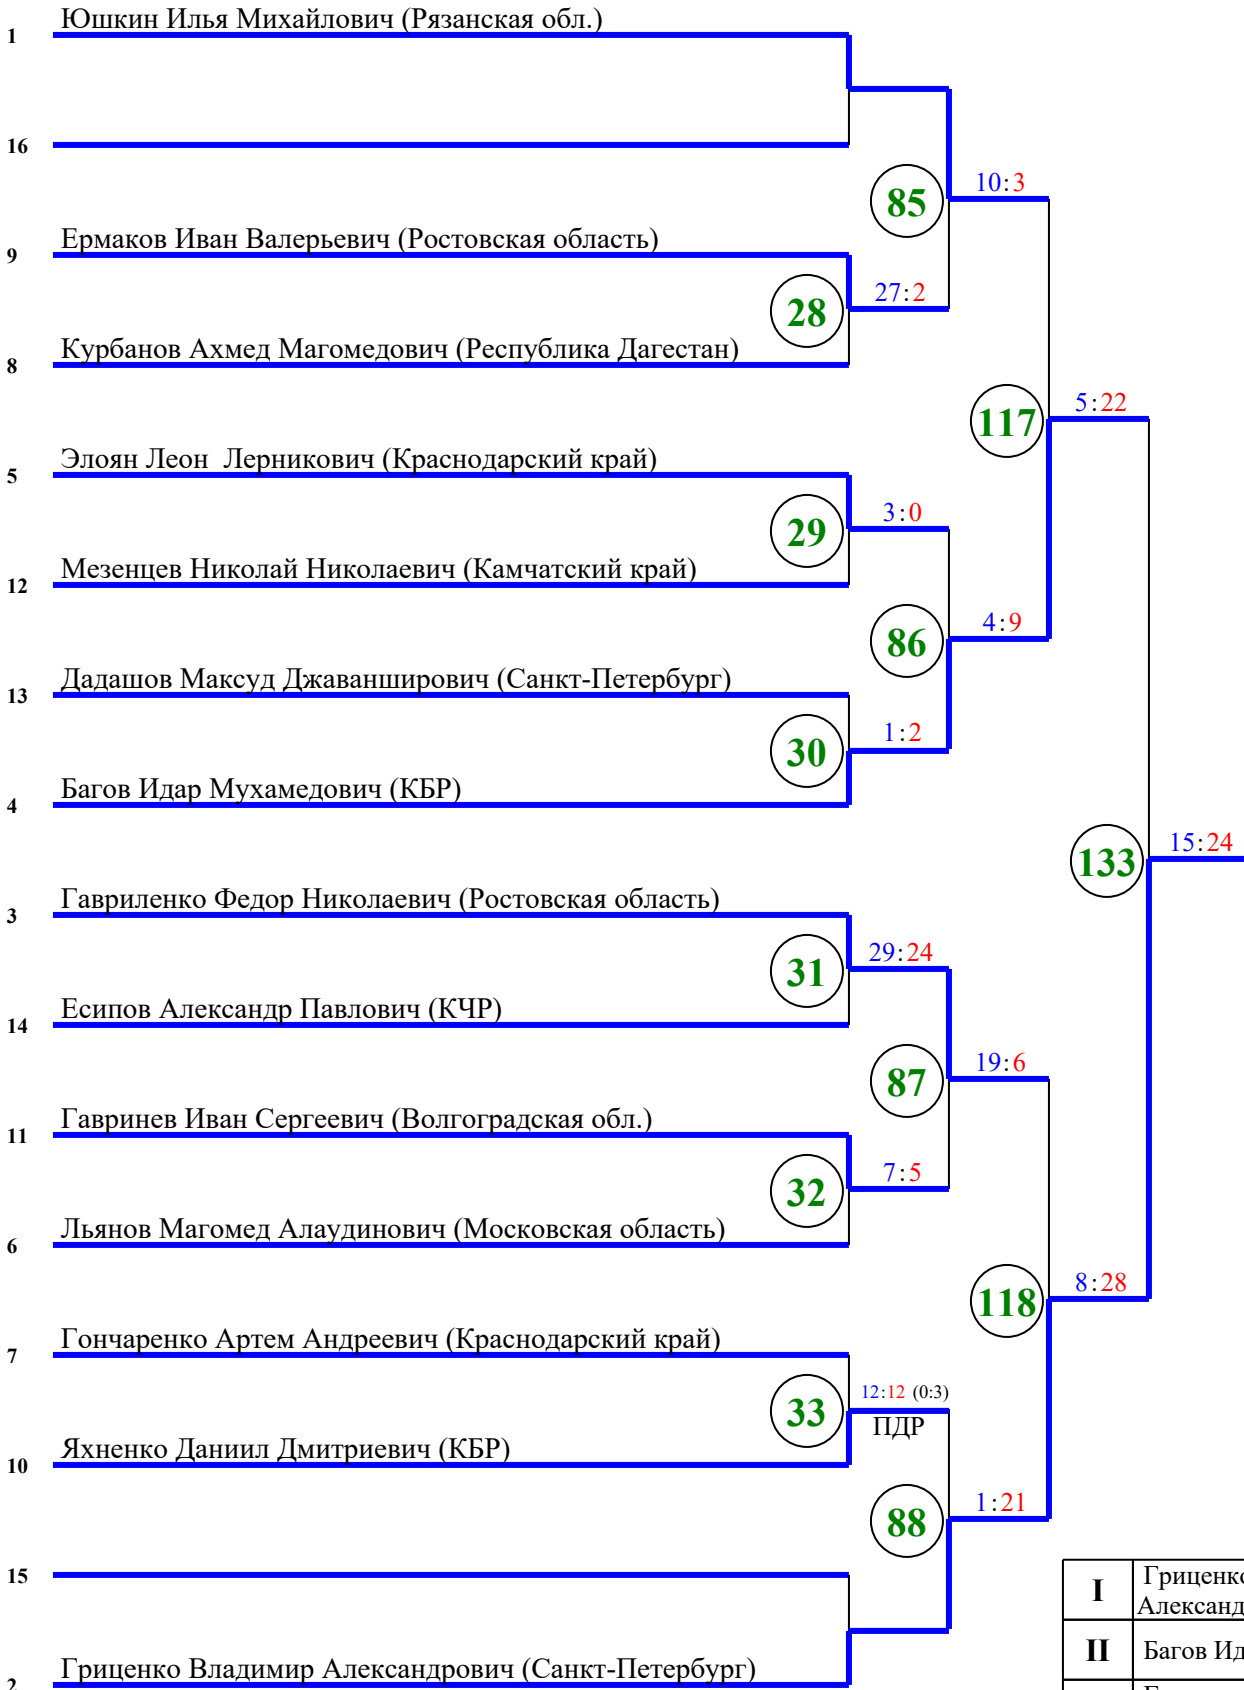 Юшкин Илья Михайлович (Рязанская обл.)
1
16
10:3
85
Ермаков Иван Валерьевич (Ростовская область)
9
27:2
28
Курбанов Ахмед Магомедович (Республика Дагестан)
8
5:22
117
Элоян Леон Лерникович (Краснодарский край)
5
3:0
29
Мезенцев Николай Николаевич (Камчатский край)
12
4:9
86
Дадашов Максуд Джаванширович (Санкт-Петербург)
13
1:2
30
Багов Идар Мухамедович (КБР)
4
15:24
133
Гавриленко Федор Николаевич (Ростовская область)
3
29:24
31
Есипов Александр Павлович (КЧР)
14
19:6
87
Гавринев Иван Сергеевич (Волгоградская обл.)
11
7:5
32
Льянов Магомед Алаудинович (Московская область)
6
8:28
118
Гончаренко Артем Андреевич (Краснодарский край)
7
12:12 (0:3)
33
ПДР
Яхненко Даниил Дмитриевич (КБР)
10
1:21
88
15
I
Гриценко
Александ
II
Багов Ид
Гриценко Владимир Александрович (Санкт-Петербург)
2